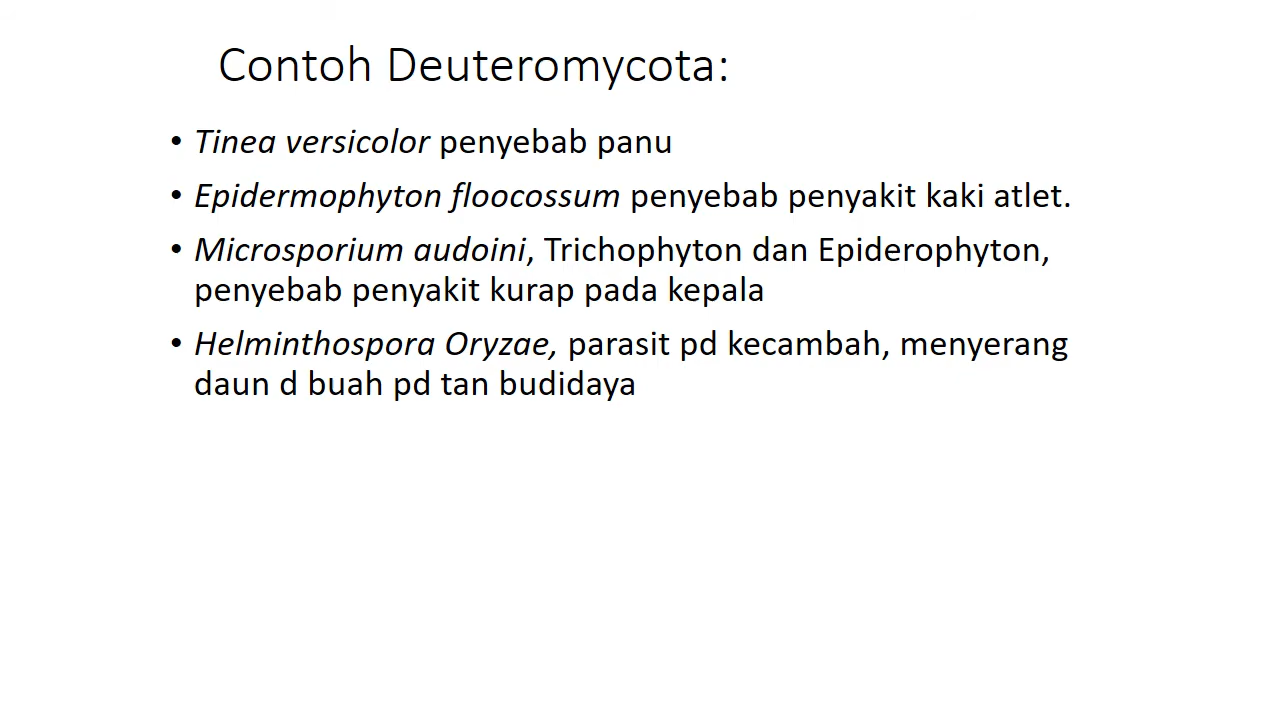 Contoh Deuteromycota:
• Tinea versicolor penyebab panu
• Epidermophyton floocossum penyebab penyakit kaki atlet.
• Microsporium audoini, Trichophyton dan Epiderophyton,
penyebab penyakit kurap pada kepala
• Helminthospora Oryzae, parasit pd kecambah, menyerang
daun d buah pd tan budidaya